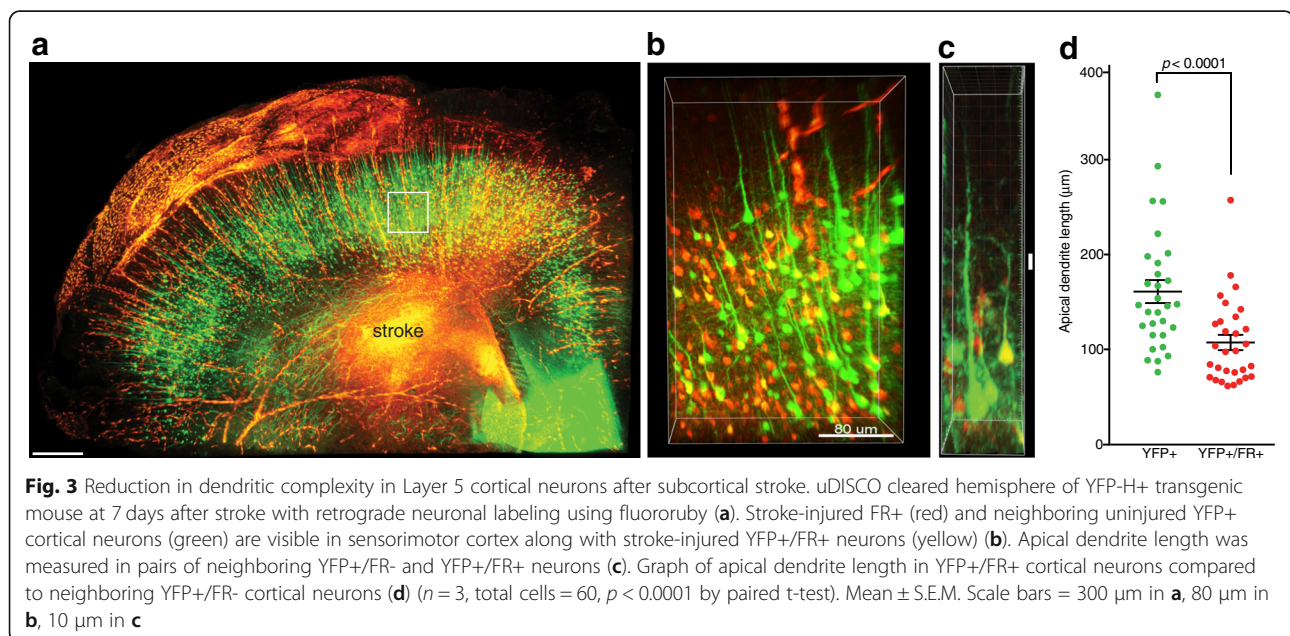 a
b
c
d
stroke
80 um
p< 0.0001
400
300
200
100
0
Apical dendrite length (µm)
YFP+
YFP+/FR+
Fig. 3 Reduction in dendritic complexity in Layer 5 cortical neurons after subcortical stroke. uDISCO cleared hemisphere of YFP-H+ transgenic
mouse at 7 days after stroke with retrograde neuronal labeling using fluororuby (a). Stroke-injured FR+ (red) and neighboring uninjured YFP+
cortical neurons (green) are visible in sensorimotor cortex along with stroke-injured YFP+/FR+ neurons (yellow) (b). Apical dendrite length was
measured in pairs of neighboring YFP+/FR- and YFP+/FR+ neurons (c). Graph of apical dendrite length in YFP+/FR+ cortical neurons compared
to neighboring YFP+/FR- cortical neurons (d) (n = 3, total cells = 60, p < 0.0001 by paired t-test). Mean ± S.E.M. Scale bars = 300 µm in a, 80 µm in
b, 10 µm in c